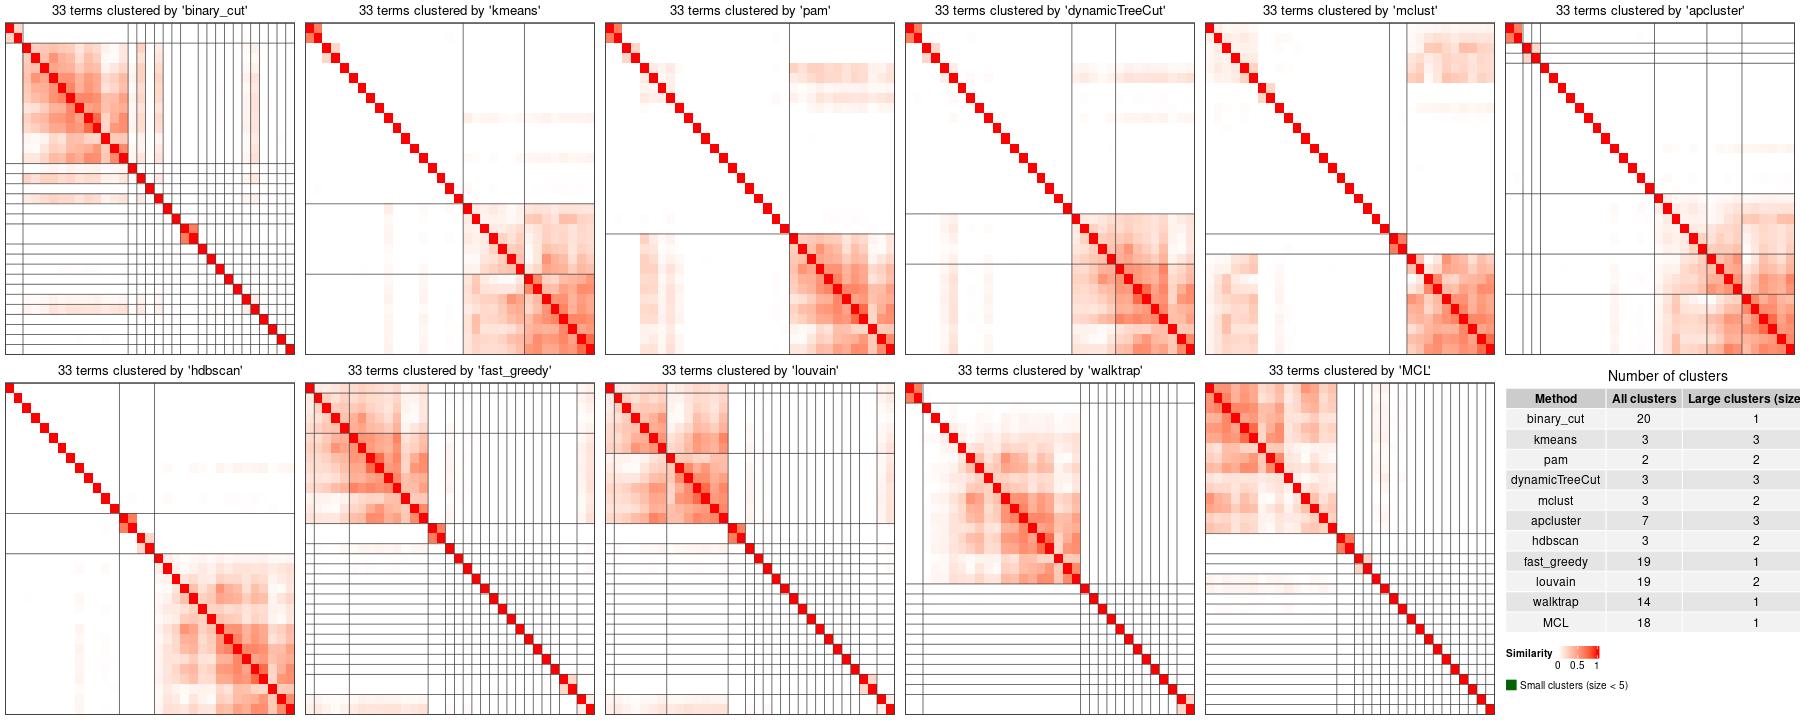 33 terms clustered by 'binary_cut'
33 terms clustered by 'kmeans'
33 terms clustered by 'pam'
33 terms clustered by 'dynamicTreeCut'
33 terms clustered by 'mclust'
33 terms clustered by 'apcluster'
33 terms clustered by 'hdbscan'
33 terms clustered by 'fast_greedy'
33 terms clustered by 'louvain'
33 terms clustered by 'walktrap'
33 terms clustered by 'MCL'
Number of clusters
Method All clusters Large clusters (size
binary_cut 20 1
kmeans 3 3
pam 2 2
dynamicTreeCut 3 3
mclust 3 2
apcluster 7 3
hdbscan 3 2
fast_greedy 19 1
louvain 19 2
walktrap 14 1
MCL 18 1
Similarity
0 0.5 1
Small clusters (size < 5)